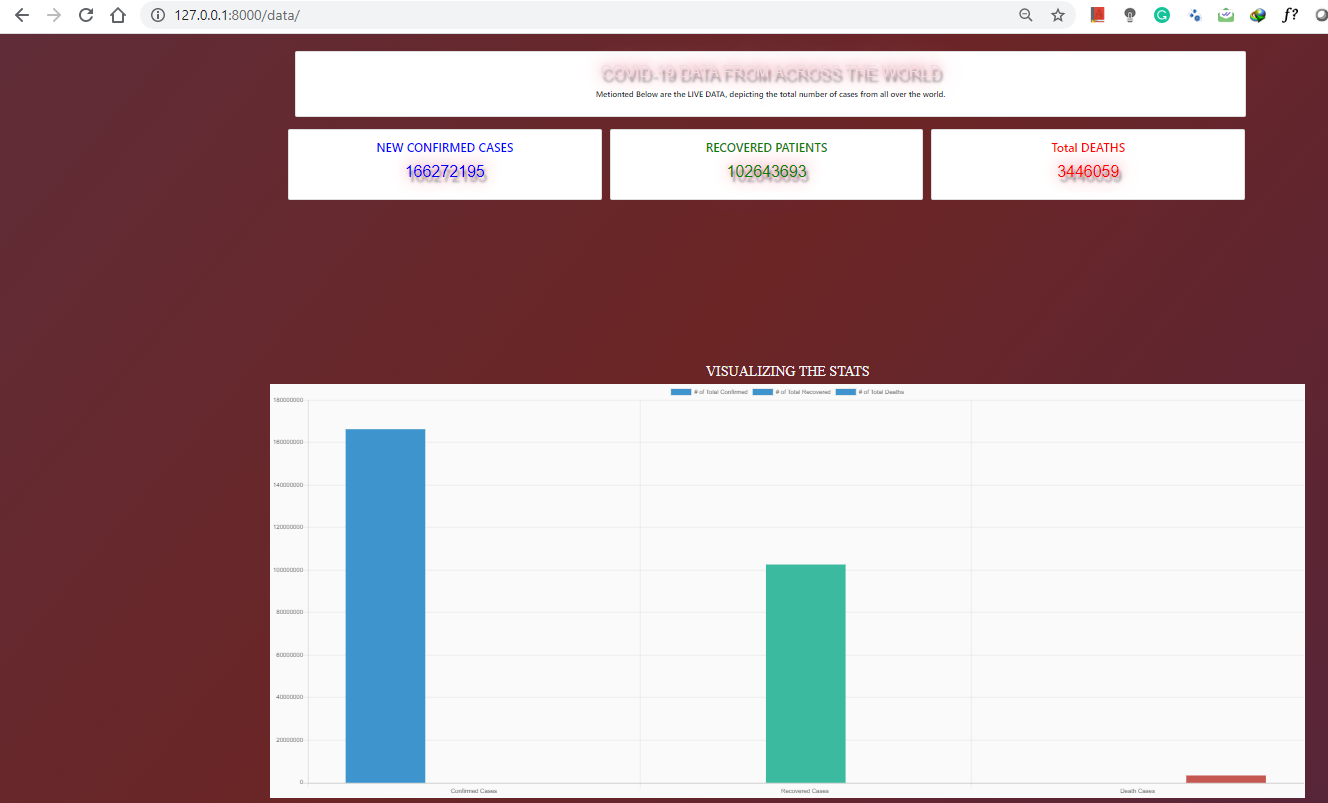 127.0.0.1:8000/data/
f?
COVID-19 DATA FROM ACROSS THE WORLD
Metionted Below are the LIVE DATA, depicting the total number of cases from all over the world.
NEW CONFIRMED CASES
166272195
RECOVERED PATIENTS
102643693
Total DEATHS
3446059
VISUALIZING THE STATS
# of Total Confirmed # of Total Recovered # of Total Deaths
180000000
160000000
140000000
120000000
100000000
80000000
60000000
40000000
20000000
0
Confirmed Cases Recovered Cases Death Cases